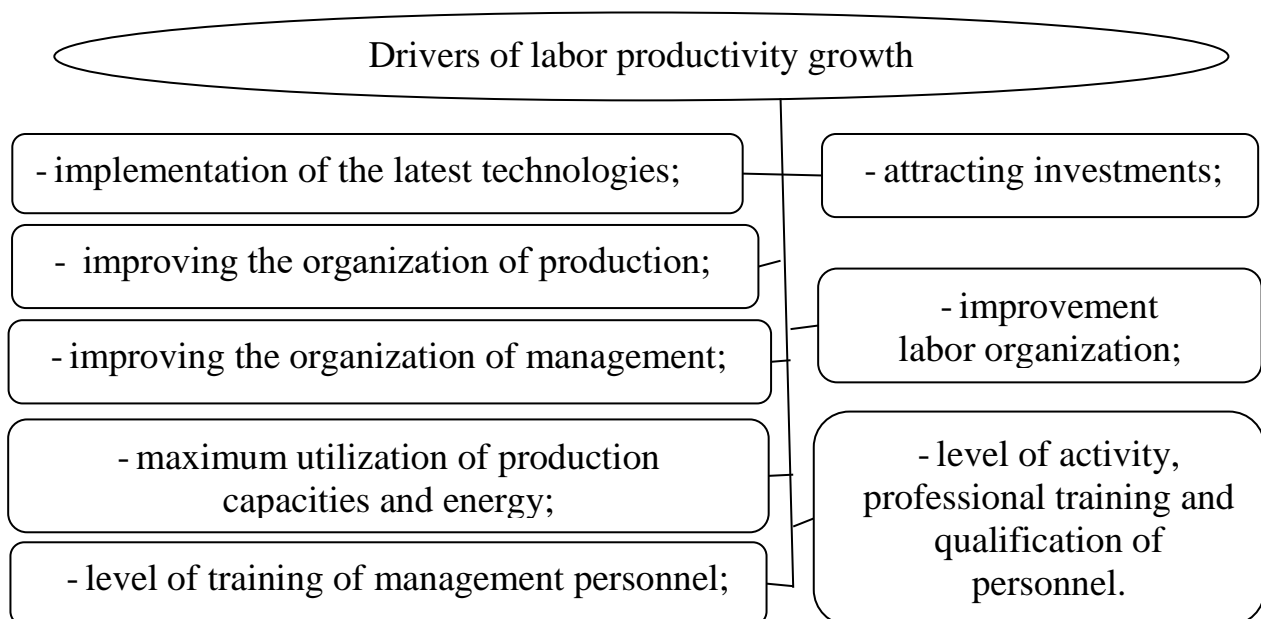 Drivers of labor productivity growth
- implementation of the latest technologies;
- attracting investments;
- improving the organization of production;
- improvement
labor organization;
- improving the organization of management;
- maximum utilization of production
capacities and energy;
- level of activity,
professional training and
qualification of
personnel.
- level of training of management personnel;